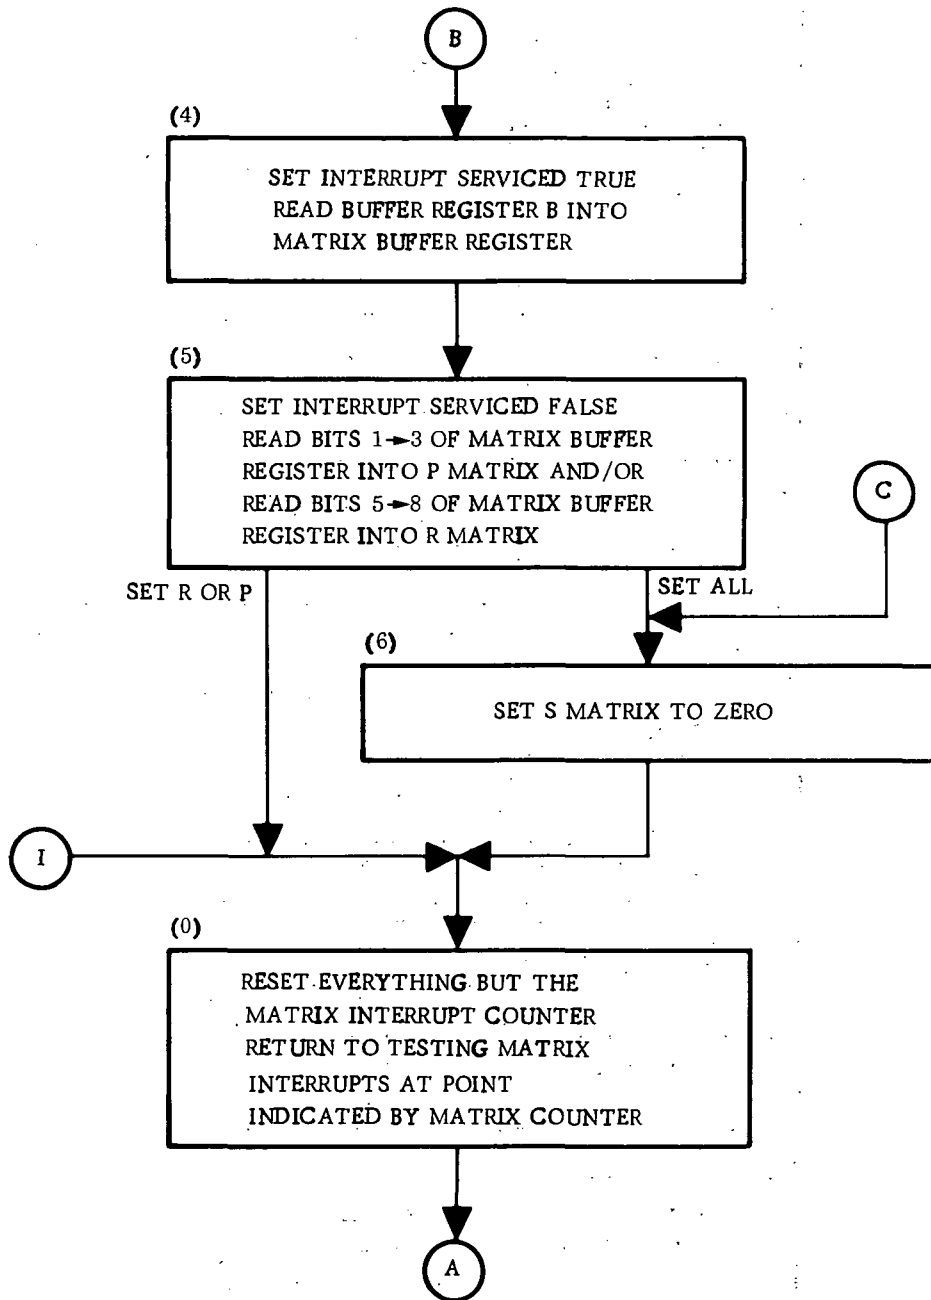 B
(4)
SET INTERRUPT SERVICED TRUE
READ BUFFER REGISTER B INTO
MATRIX BUFFER REGISTER
(5)
SET INTERRUPT SERVICED FALSE
READ BITS 1→3 OF MATRIX BUFFER
REGISTER INTO P MATRIX AND/OR
READ BITS 5→8 OF MATRIX BUFFER
REGISTER INTO R MATRIX
C
SET R OR P
SET ALL
(6)
SET S MATRIX TO ZERO
I
(0)
RESET EVERYTHING BUT THE
MATRIX INTERRUPT COUNTER
RETURN TO TESTING MATRIX
INTERRUPTS AT POINT
INDICATED BY MATRIX COUNTER
A